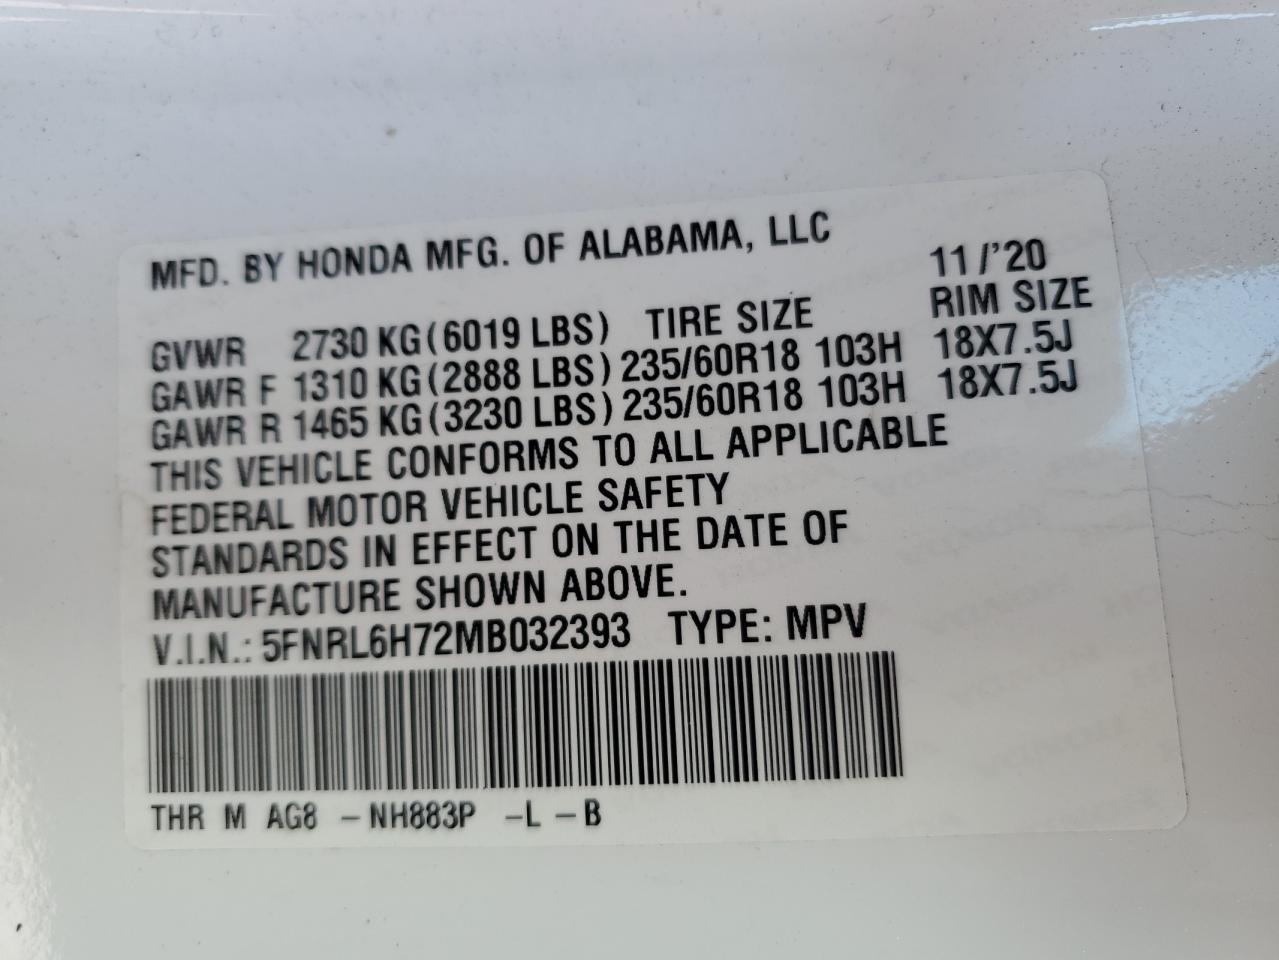 MFD. BY HONDA MFG. OF ALABAMA, LLC
11/'20
GVWR 2730 KG(6019 LBS) TIRE SIZE RIM SIZE
GAWR F 1310 KG(2888 LBS) 235/60R18 103H 18X7.5J
GAWR R 1465 KG(3230 LBS) 235/60R18 103H 18X7.5J
THIS VEHICLE CONFORMS TO ALL APPLICABLE
FEDERAL MOTOR VEHICLE SAFETY
STANDARDS IN EFFECT ON THE DATE OF
MANUFACTURE SHOWN ABOVE.
V.I.N.: 5FNRL6H72MB032393 TYPE: MPV
THR M AG8 -NH883P -L -B